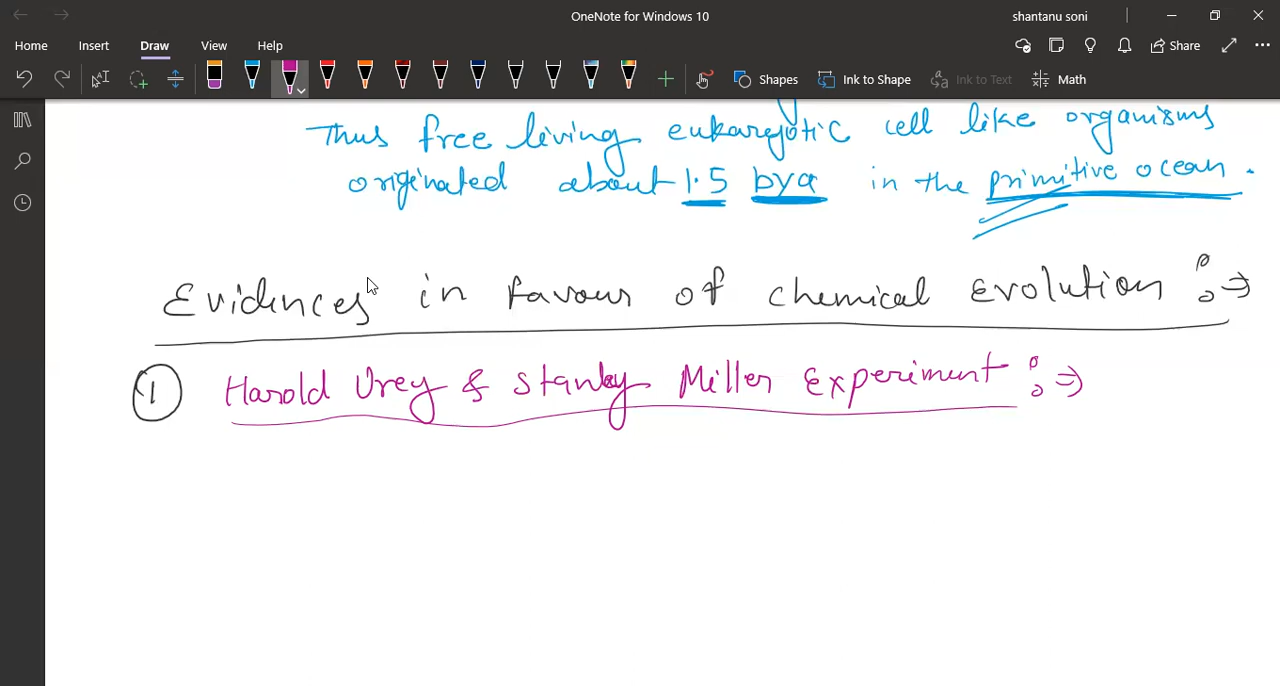 OneNote for Windows 10
shantanu soni
Home Insert Draw View Help
Share
Shapes Ink to Shape Ink to Text Math
Thus free living eukaryotic cell like organisms
originated about 1.5 bya in the primitive ocean.
Evidences in favour of chemical Evolution :⇒
1 Harold Urey & Stanley Miller Experiment :⇒